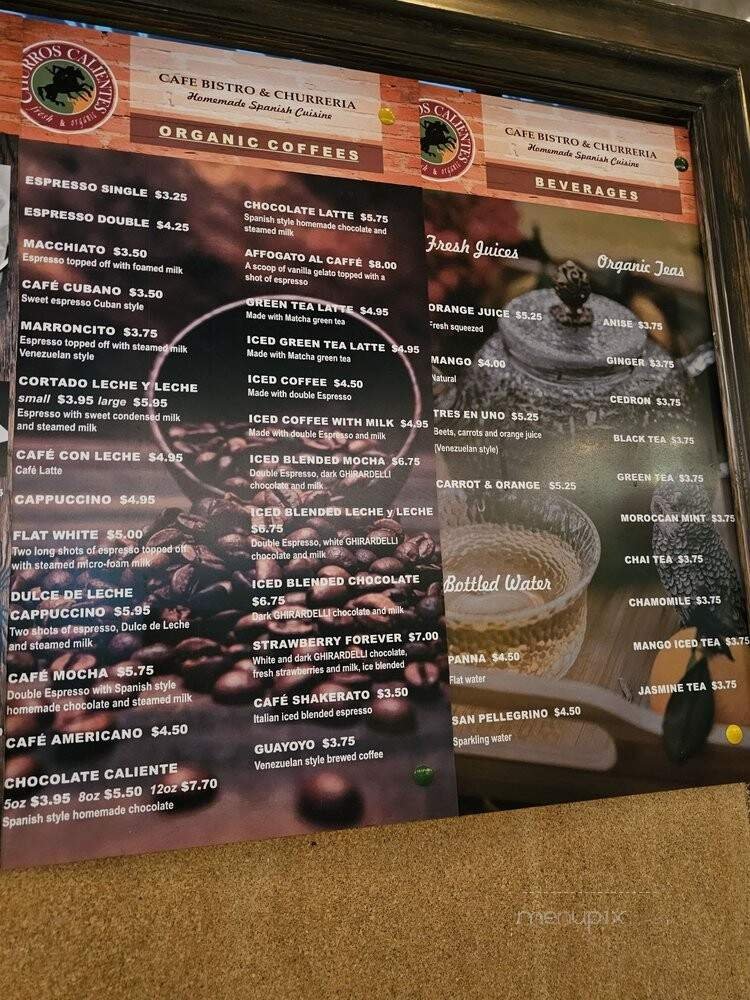 CHURROS CALIENTES
fresh & organic
CAFE BISTRO & CHURRERIA
Homemade Spanish Cuisine
ORGANIC COFFEES
ESPRESSO SINGLE $3.25
ESPRESSO DOUBLE $4.25
MACCHIATO $3.50
Espresso topped off with foamed milk
CAFÉ CUBANO $3.50
Sweet espresso Cuban style
MARRONCITO $3.75
Espresso topped off with steamed milk
Venezuelan style
CORTADO LECHE Y LECHE
small $3.95 large $5.95
Espresso with sweet condensed milk
and steamed milk
CAFÉ CON LECHE $4.95
Café Latte
CAPPUCCINO $4.95
FLAT WHITE $5.00
Two long shots of espresso topped off
with steamed micro-foam milk
DULCE DE LECHE
CAPPUCCINO $5.95
Two shots of espresso, Dulce de Leche
and steamed milk
CAFÉ MOCHA $5.75
Double Espresso with Spanish style
homemade chocolate and steamed milk
CAFÉ AMERICANO $4.50
CHOCOLATE CALIENTE
5oz $3.95 8oz $5.50 12oz $7.70
Spanish style homemade chocolate
CHOCOLATE LATTE $5.75
Spanish style homemade chocolate and
steamed milk
AFFOGATO AL CAFFÉ $8.00
A scoop of vanilla gelato topped with a
shot of espresso
GREEN TEA LATTE $4.95
Made with Matcha green tea
ICED GREEN TEA LATTE $4.95
Made with Matcha green tea
ICED COFFEE $4.50
Made with double Espresso
ICED COFFEE WITH MILK $4.95
Made with double Espresso and milk
ICED BLENDED MOCHA $6.75
Double Espresso, dark GHIRARDELLI
chocolate and milk
ICED BLENDED LECHE y LECHE
$6.75
Double Espresso, white GHIRARDELLI
chocolate and milk
ICED BLENDED CHOCOLATE
$6.75
Dark GHIRARDELLI chocolate and milk
STRAWBERRY FOREVER $7.00
White and dark GHIRARDELLI chocolate,
fresh strawberries and milk, ice blended
CAFÉ SHAKERATO $3.50
Italian iced blended espresso
GUAYOYO $3.75
Venezuelan style brewed coffee
OS CALIENTES
& organic
CAFE BISTRO & CHURRERIA
Homemade Spanish Cuisine
BEVERAGES
Fresh Juices
ORANGE JUICE $5.25
Fresh squeezed
MANGO $4.00
Natural
TRES EN UNO $5.25
Beets, carrots and orange juice
(Venezuelan style)
CARROT & ORANGE $5.25
Bottled Water
PANNA $4.50
Flat water
SAN PELLEGRINO $4.50
Sparkling water
Organic Teas
ANISE $3.75
GINGER $3.75
CEDRON $3.75
BLACK TEA $3.75
GREEN TEA $3.75
MOROCCAN MINT $3.75
CHAI TEA $3.75
CHAMOMILE $3.75
MANGO ICED TEA $3.75
JASMINE TEA $3.75
menupix